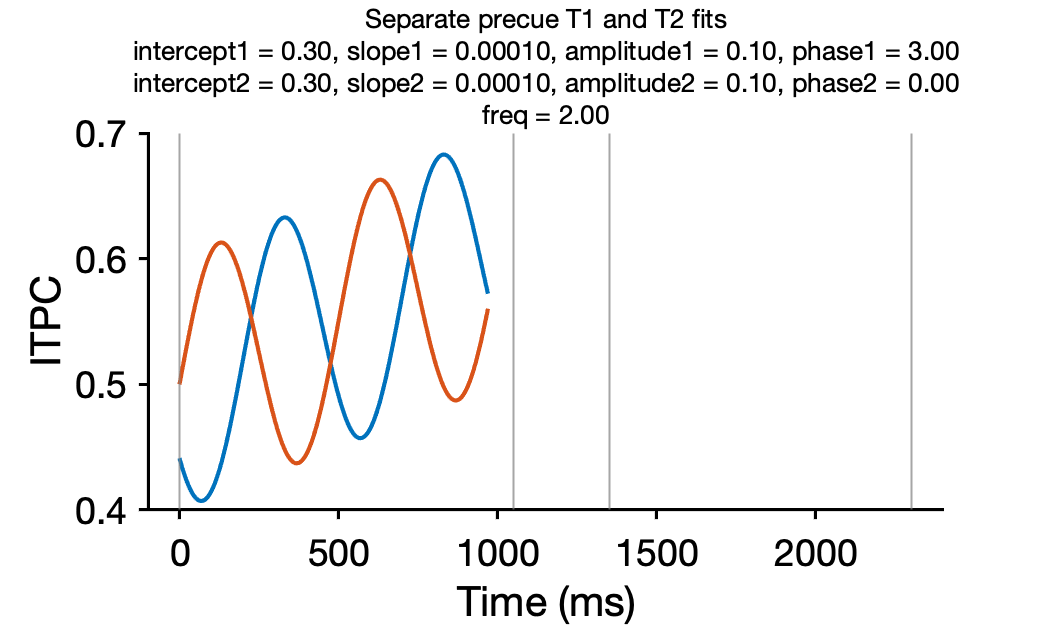 Separate precue T1 and T2 fits
intercept1 = 0.30, slope1 = 0.00010, amplitude1 = 0.10, phase1 = 3.00
intercept2 = 0.30, slope2 = 0.00010, amplitude2 = 0.10, phase2 = 0.00
freq = 2.00
0.7
0.6
0.5
0.4
ITPC
0 500 1000 1500 2000
Time (ms)